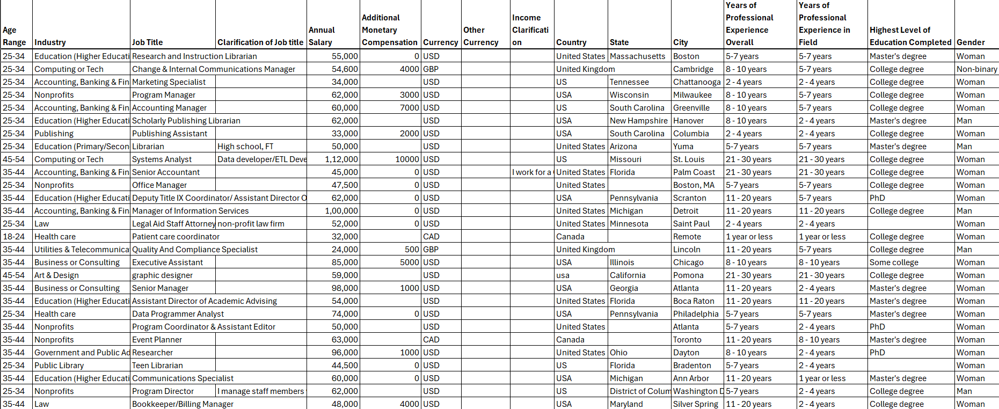 Age Range Industry Job Title Clarification of Job title Annual Salary Additional Monetary Compensation Currency Other Currency Income Clarificati on Country State City Years of Professional Experience Overall Years of Professional Experience in Field Highest Level of Education Completed Gender
25-34 Education (Higher Educati Research and Instruction Librarian 55,000 0 USD United States Massachusetts Boston 5-7 years 5-7 years Master's degree Woman
25-34 Computing or Tech Change & Internal Communications Manager 54,600 4000 GBP United Kingdom Cambridge 8 - 10 years 5-7 years College degree Non-binary
25-34 Accounting, Banking & Fin Marketing Specialist 34,000 USD US Tennessee Chattanooga 2 - 4 years 2 - 4 years College degree Woman
25-34 Nonprofits Program Manager 62,000 3000 USD USA Wisconsin Milwaukee 8 - 10 years 5-7 years College degree Woman
25-34 Accounting, Banking & Fin Accounting Manager 60,000 7000 USD US South Carolina Greenville 8 - 10 years 5-7 years College degree Woman
25-34 Education (Higher Educati Scholarly Publishing Librarian 62,000 USD USA New Hampshire Hanover 8 - 10 years 2 - 4 years Master's degree Man
25-34 Publishing Publishing Assistant 33,000 2000 USD USA South Carolina Columbia 2 - 4 years 2 - 4 years College degree Woman
25-34 Education (Primary/Secon Librarian High school, FT 50,000 USD United States Arizona Yuma 5-7 years 5-7 years Master's degree Man
45-54 Computing or Tech Systems Analyst Data developer/ETL Deve 1,12,000 10000 USD US Missouri St. Louis 21 - 30 years 21 - 30 years College degree Woman
35-44 Accounting, Banking & Fin Senior Accountant 45,000 0 USD I work for a United States Florida Palm Coast 21 - 30 years 21 - 30 years College degree Woman
25-34 Nonprofits Office Manager 47,500 0 USD United States Boston, MA 5-7 years 5-7 years College degree Woman
35-44 Education (Higher Educati Deputy Title IX Coordinator/ Assistant Director O 62,000 0 USD USA Pennsylvania Scranton 11 - 20 years 5-7 years PhD Woman
35-44 Accounting, Banking & Fin Manager of Information Services 1,00,000 0 USD United States Michigan Detroit 11 - 20 years 11 - 20 years College degree Man
25-34 Law Legal Aid Staff Attorney non-profit law firm 52,000 0 USD United States Minnesota Saint Paul 2 - 4 years 2 - 4 years Woman
18-24 Health care Patient care coordinator 32,000 CAD Canada Remote 1 year or less 1 year or less College degree Woman
35-44 Utilities & Telecommunica Quality And Compliance Specialist 24,000 500 GBP United Kingdom Lincoln 11 - 20 years 5-7 years College degree Man
35-44 Business or Consulting Executive Assistant 85,000 5000 USD USA Illinois Chicago 8 - 10 years 8 - 10 years Some college Woman
45-54 Art & Design graphic designer 59,000 USD usa California Pomona 21 - 30 years 21 - 30 years College degree Woman
35-44 Business or Consulting Senior Manager 98,000 1000 USD USA Georgia Atlanta 11 - 20 years 2 - 4 years Master's degree Woman
35-44 Education (Higher Educati Assistant Director of Academic Advising 54,000 USD United States Florida Boca Raton 11 - 20 years 11 - 20 years Master's degree Woman
25-34 Health care Data Programmer Analyst 74,000 0 USD USA Pennsylvania Philadelphia 5-7 years 5-7 years Master's degree Woman
35-44 Nonprofits Program Coordinator & Assistant Editor 50,000 USD United States Atlanta 5-7 years 2 - 4 years PhD Woman
35-44 Nonprofits Event Planner 63,000 CAD Canada Toronto 11 - 20 years 8 - 10 years Master's degree Woman
35-44 Government and Public Ad Researcher 96,000 1000 USD United States Ohio Dayton 8 - 10 years 2 - 4 years PhD Woman
25-34 Public Library Teen Librarian 44,500 0 USD US Florida Bradenton 5-7 years 2 - 4 years Woman
35-44 Education (Higher Educati Communications Specialist 60,000 0 USD USA Michigan Ann Arbor 11 - 20 years 1 year or less Master's degree Woman
25-34 Nonprofits Program Director I manage staff members 62,000 USD US District of Colum Washington D 5-7 years 2 - 4 years College degree Man
35-44 Law Bookkeeper/Billing Manager 48,000 4000 USD USA Maryland Silver Spring 11 - 20 years 2 - 4 years College degree Woman